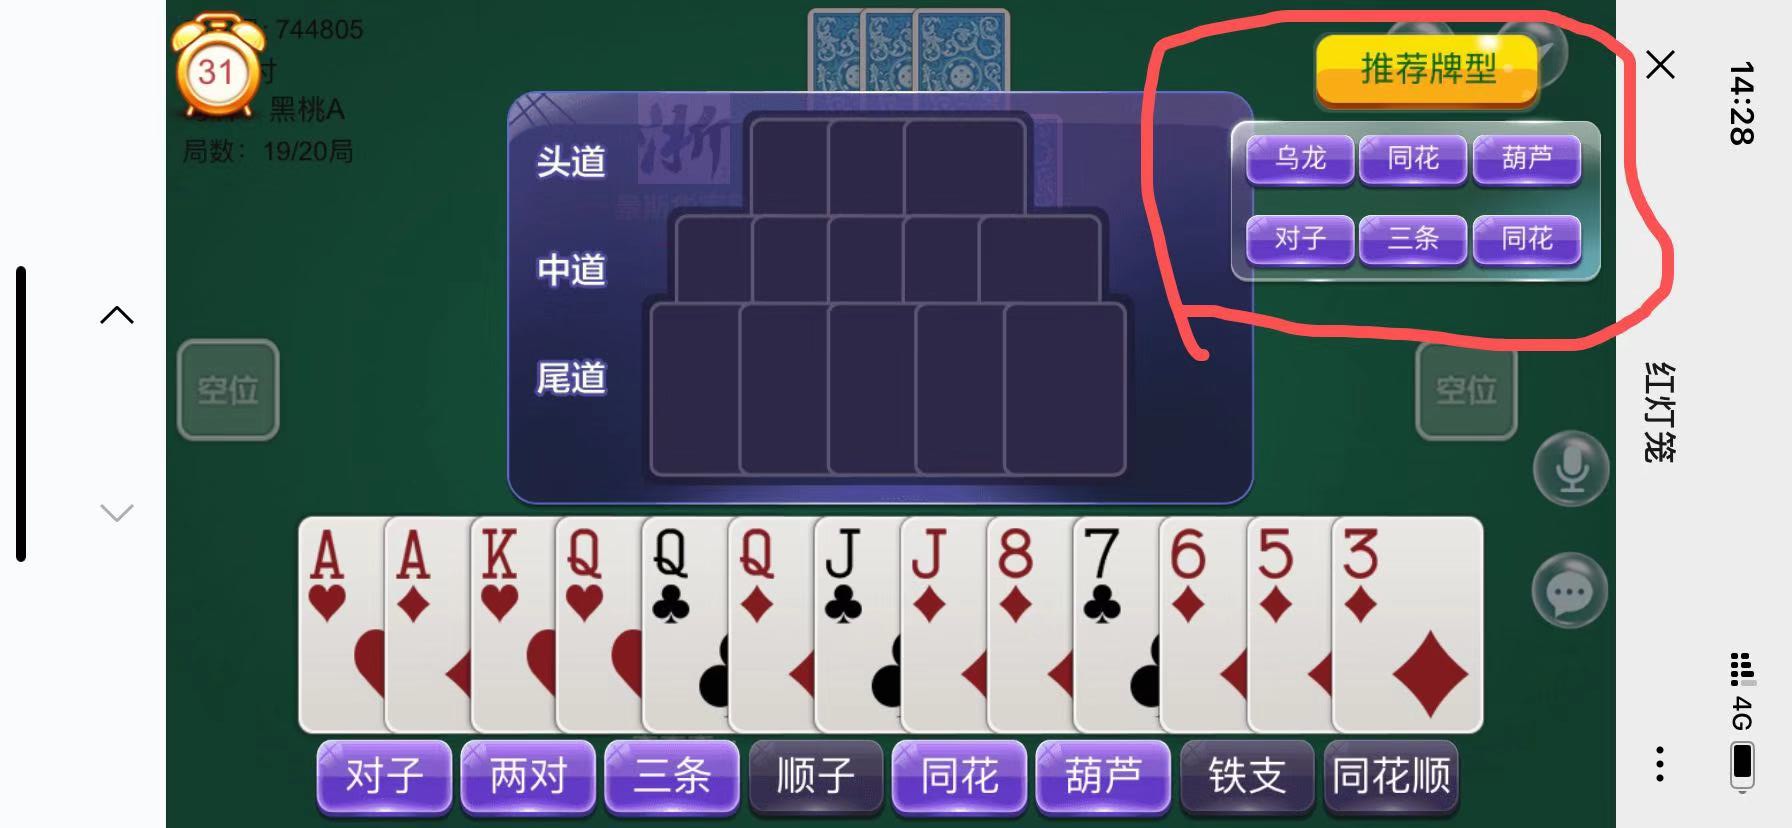 744805
31
黑桃A
局数：19/20局
推荐牌型
乌龙 同花 葫芦
对子 三条 同花
浙
头道
中道
尾道
空位
空位
A A K Q Q Q J J 8 7 6 5 3
对子 两对 三条 顺子 同花 葫芦 铁支 同花顺
14:28
红灯笼
4G